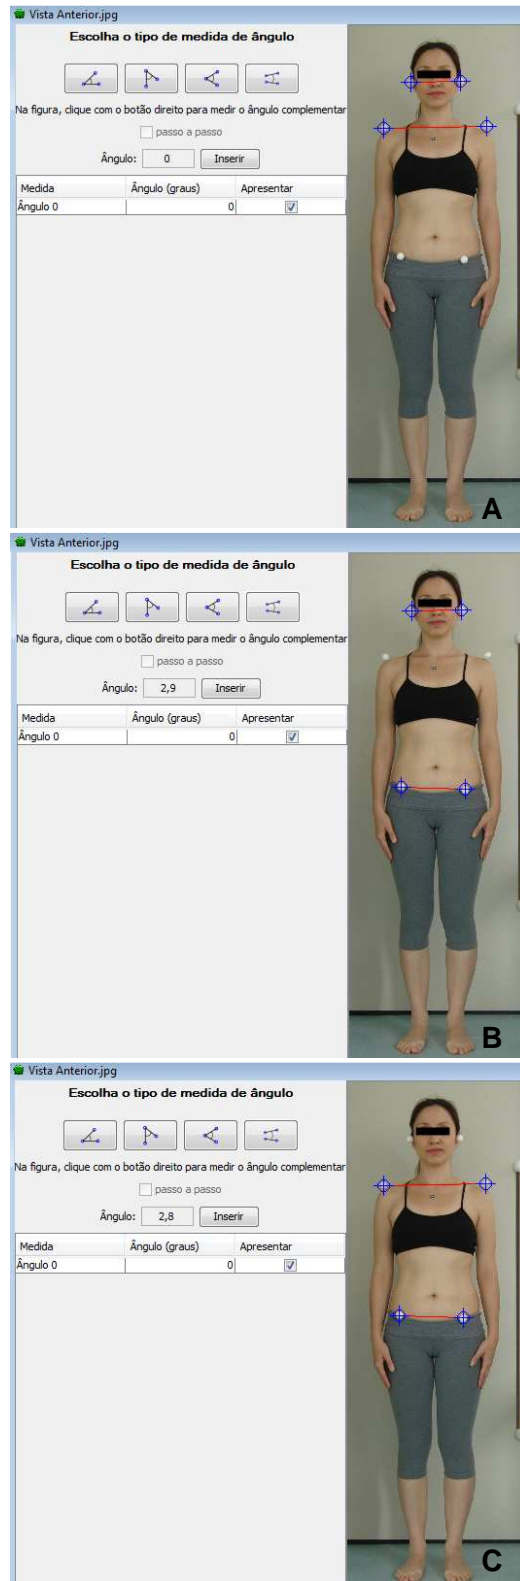 Vista Anterior.jpg
Escolha o tipo de medida de ângulo
Na figura, clique com o botão direito para medir o ângulo complementar
passo a passo
Ângulo: 0 Inserir
Medida Ângulo (graus) Apresentar
Ângulo 0 0
A
Vista Anterior.jpg
Escolha o tipo de medida de ângulo
Na figura, clique com o botão direito para medir o ângulo complementar
passo a passo
Ângulo: 2,9 Inserir
Medida Ângulo (graus) Apresentar
Ângulo 0 0
B
Vista Anterior.jpg
Escolha o tipo de medida de ângulo
Na figura, clique com o botão direito para medir o ângulo complementar
passo a passo
Ângulo: 2,8 Inserir
Medida Ângulo (graus) Apresentar
Ângulo 0 0
C